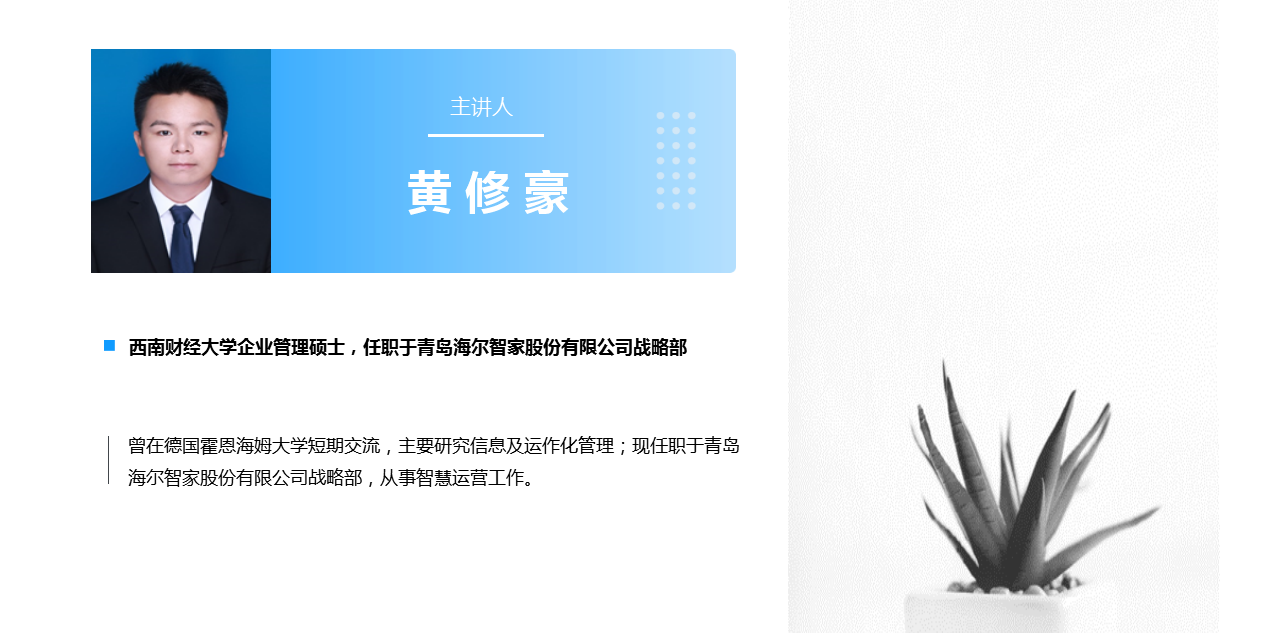 主讲人
黄修豪
西南财经大学企业管理硕士，任职于青岛海尔智家股份有限公司战略部
曾在德国霍恩海姆大学短期交流，主要研究信息及运作化管理；现任职于青岛
海尔智家股份有限公司战略部，从事智慧运营工作。